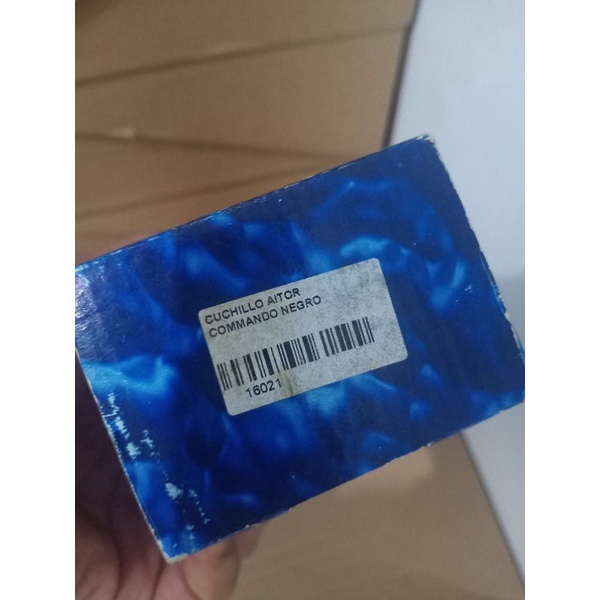 CUCHILLO AITOR
COMMANDO NEGRO
16021